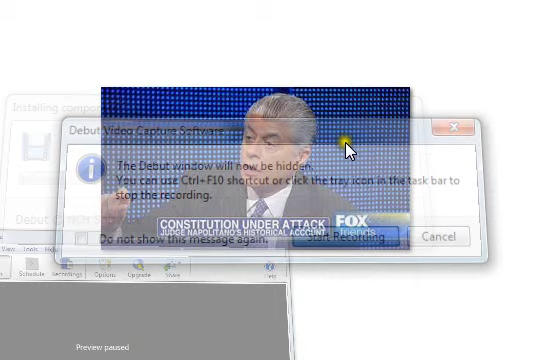 Installing compo
Debut Video Capture Software
The Debut window will now be hidden.
You can use Ctrl+F10 shortcut or click the tray icon in the task bar to
stop the recording.
CONSTITUTION UNDER ATTACK
JUDGE NAPOLITANO'S HISTORICAL ACCOUNT
FOX
friends
Do not show this message again.
Start Recording
Cancel
View Tools Help
Schedule Recordings Options Upgrade Share Help
Preview paused